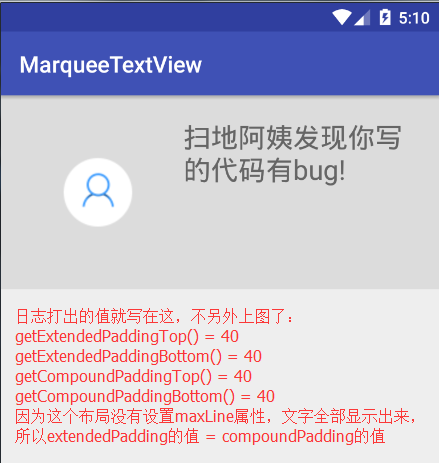 5:10
MarqueeTextView
扫地阿姨发现你写
的代码有bug!
日志打出的值就写在这，不另外上图了：
getExtendedPaddingTop() = 40
getExtendedPaddingBottom() = 40
getCompoundPaddingTop() = 40
getCompoundPaddingBottom() = 40
因为这个布局没有设置maxLine属性，文字全部显示出来，
所以extendedPadding的值 = compoundPadding的值